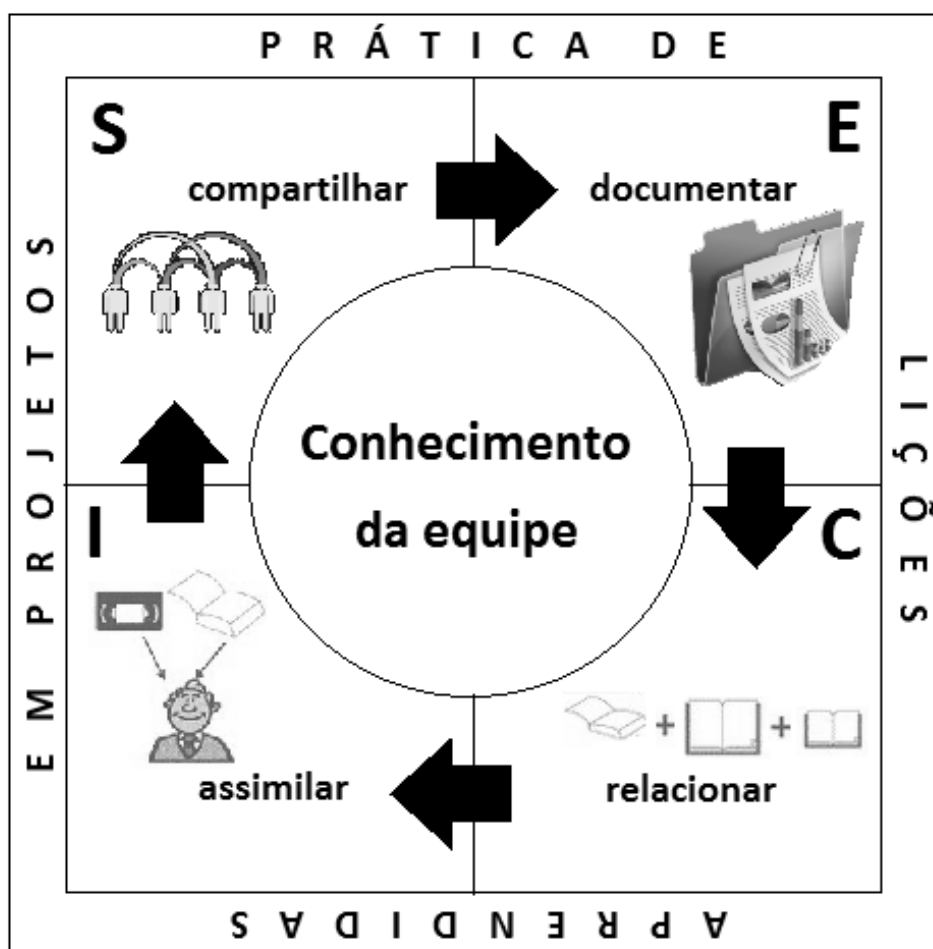 PRÁTICA DE
LIÇÕES
APRENDIDAS
EM PROJETOS
S
compartilhar
E
documentar
Conhecimento
da equipe
I
assimilar
C
relacionar